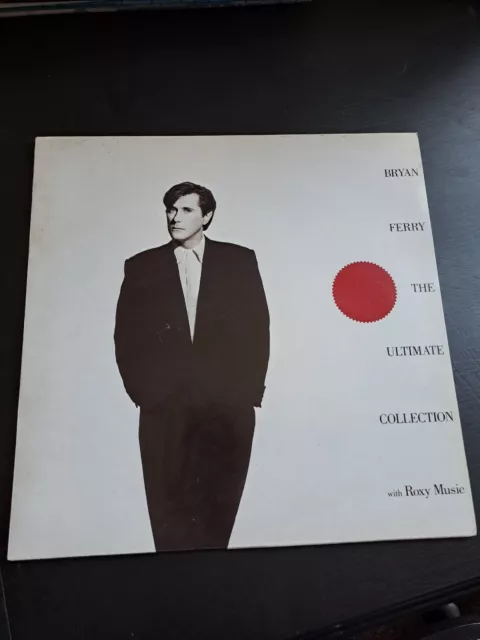 BRYAN
FERRY
THE
ULTIMATE
COLLECTION
with Roxy Music